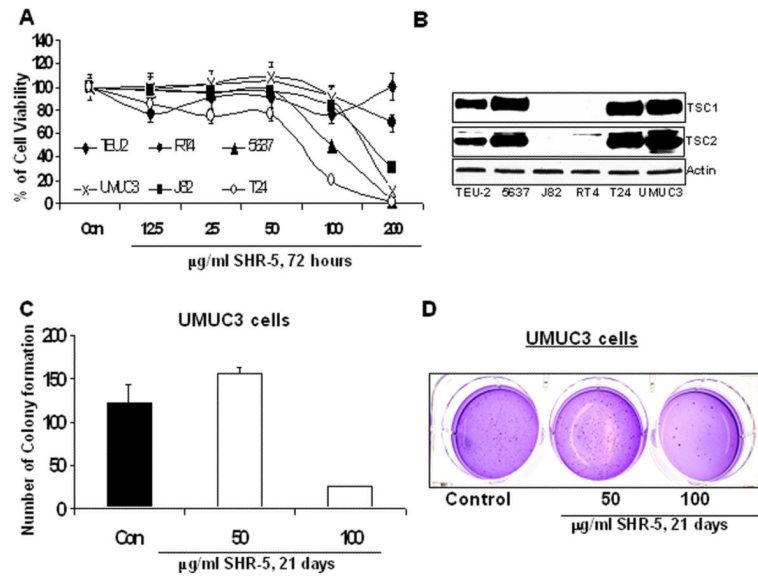 A
% of Cell Viability
140
120
100
80
60
40
20
0
TEU2 RT4 5637
UMUC3 J82 T24
Con 12.5 25 50 100 200
µg/ml SHR-5, 72 hours
B
TSC1
TSC2
Actin
TEU-2 5637 J82 RT4 T24 UMUC3
C
UMUC3 cells
Number of Colony formation
200
150
100
50
0
Con 50 100
µg/ml SHR-5, 21 days
D
UMUC3 cells
Control 50 100
µg/ml SHR-5, 21 days